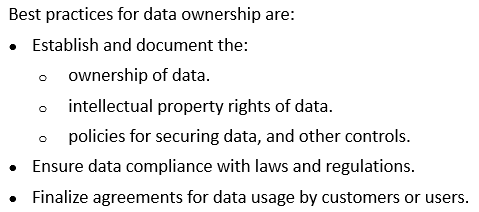 Best practices for data ownership are:
• Establish and document the:
o ownership of data.
o intellectual property rights of data.
o policies for securing data, and other controls.
• Ensure data compliance with laws and regulations.
• Finalize agreements for data usage by customers or users.